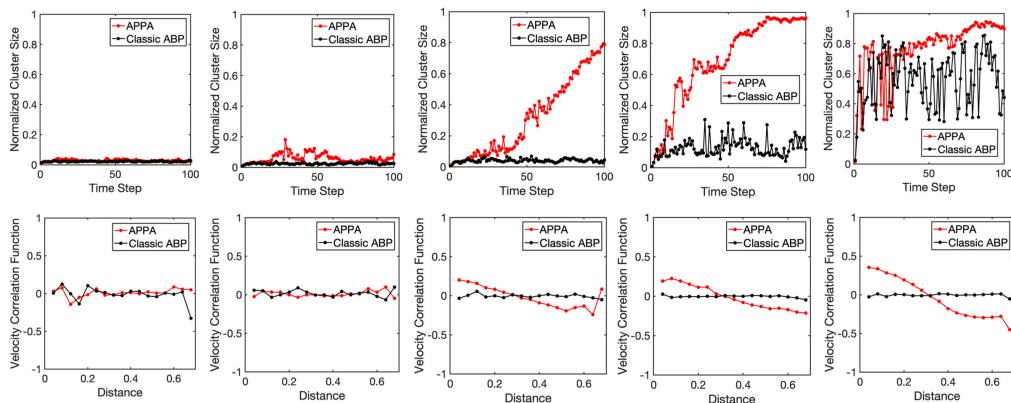 Normalized Cluster Size
1
0.8
0.6
0.4
0.2
0
0
50
100
Time Step
APPA
Classic ABP
Normalized Cluster Size
1
0.8
0.6
0.4
0.2
0
0
50
100
Time Step
APPA
Classic ABP
Normalized Cluster Size
1
0.8
0.6
0.4
0.2
0
0
50
100
Time Step
APPA
Classic ABP
Normalized Cluster Size
1
0.8
0.6
0.4
0.2
0
0
50
100
Time Step
APPA
Classic ABP
Normalized Cluster Size
1
0.8
0.6
0.4
0.2
0
0
50
100
Time Step
APPA
Classic ABP
Velocity Correlation Function
1
0.5
0
-0.5
-1
0
0.2
0.4
0.6
Distance
APPA
Classic ABP
Velocity Correlation Function
1
0.5
0
-0.5
-1
0
0.2
0.4
0.6
Distance
APPA
Classic ABP
Velocity Correlation Function
1
0.5
0
-0.5
-1
0
0.2
0.4
0.6
Distance
APPA
Classic ABP
Velocity Correlation Function
1
0.5
0
-0.5
-1
0
0.2
0.4
0.6
Distance
APPA
Classic ABP
Velocity Correlation Function
1
0.5
0
-0.5
-1
0
0.2
0.4
0.6
Distance
APPA
Classic ABP